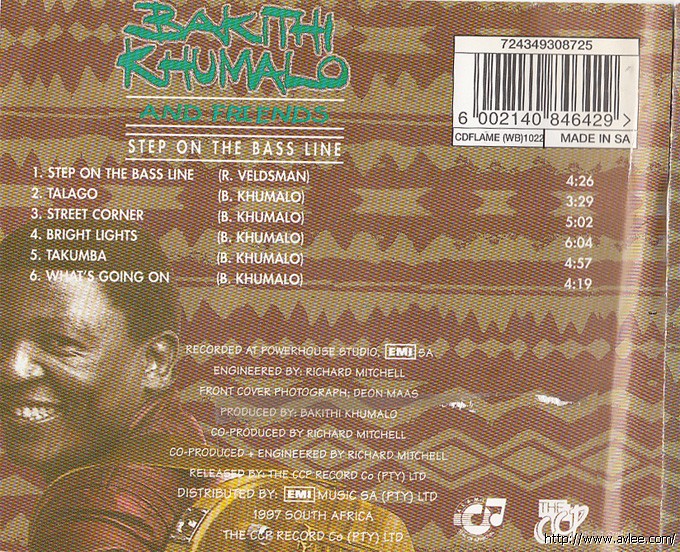 BAKITHI
KHUMALO
AND FRIENDS
STEP ON THE BASS LINE
724349308725
6 002140 846429 >
CDFLAME (WB)1022 MADE IN SA
1. STEP ON THE BASS LINE (R. VELDSMAN) 4:26
2. TALAGO (B. KHUMALO) 3:29
3. STREET CORNER (B. KHUMALO) 5:02
4. BRIGHT LIGHTS (B. KHUMALO) 6:04
5. TAKUMBA (B. KHUMALO) 4:57
6. WHAT'S GOING ON (B. KHUMALO) 4:19
RECORDED AT POWERHOUSE STUDIO, EMI SA
ENGINEERED BY: RICHARD MITCHELL
FRONT COVER PHOTOGRAPH; DEON MAAS
PRODUCED BY: BAKITHI KHUMALO
CO-PRODUCED BY RICHARD MITCHELL
CO-PRODUCED + ENGINEERED BY RICHARD MITCHELL
RELEASED BY: THE CCP RECORD Co (PTY) LTD
DISTRIBUTED BY: EMI MUSIC SA (PTY) LTD
1997 SOUTH AFRICA
THE CCP RECORD Co (PTY) LTD
THE
CCP
http://www.avlee.com/